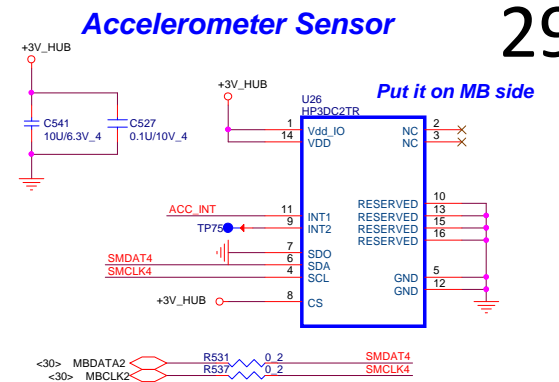 Accelerometer Sensor
29
+3V_HUB
C541
10U/6.3V_4
C527
0.1U/10V_4
+3V_HUB
Put it on MB side
U26
HP3DC2TR
1 Vdd_IO
14 VDD
NC 2
NC 3
ACC_INT 11 INT1
TP75 9 INT2
7 SDO
SMDAT4 6 SDA
SMCLK4 4 SCL
+3V_HUB 8 CS
RESERVED 10
RESERVED 13
RESERVED 15
RESERVED 16
GND 5
GND 12
<30> MBDATA2 R531 0_2 SMDAT4
<30> MBCLK2 R537 0_2 SMCLK4